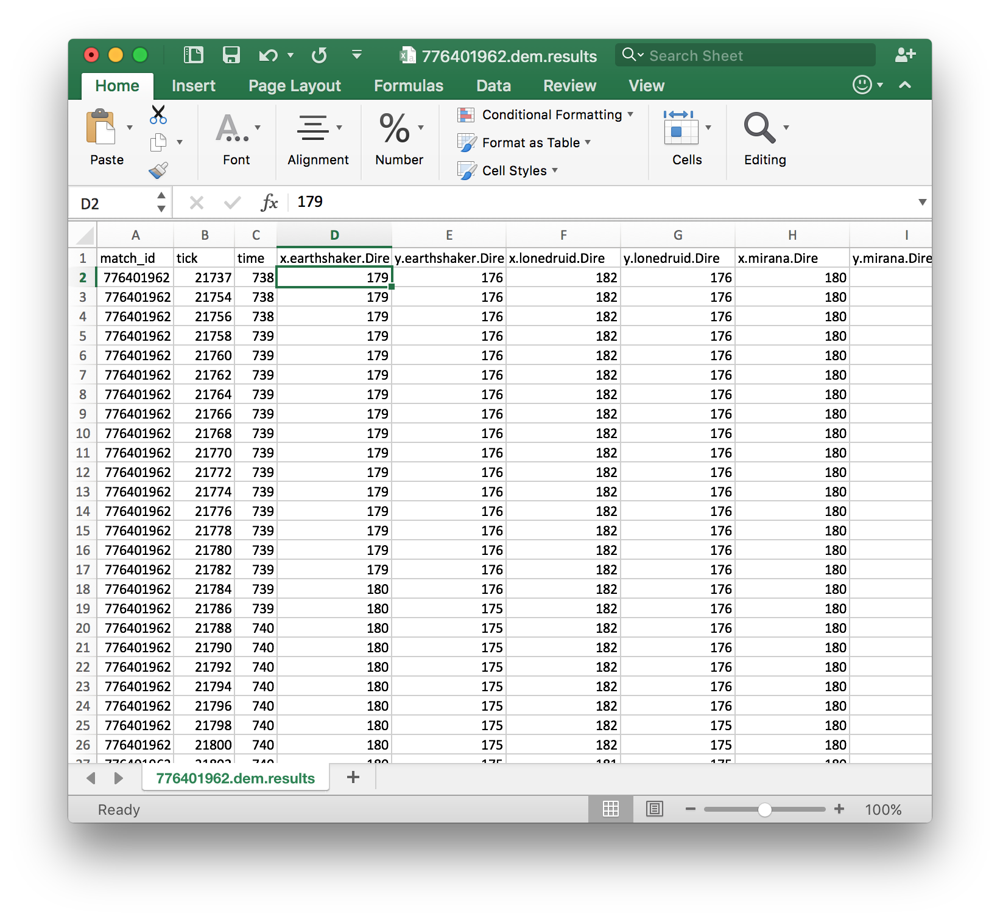 776401962.dem.results
Search Sheet
Home Insert Page Layout Formulas Data Review View
Paste
A...
Font
Alignment
%
Number
Conditional Formatting
Format as Table
Cell Styles
Cells
Editing
D2 fx 179
A B C D E F G H I
1 match_id tick time x.earthshaker.Dire y.earthshaker.Dire x.lonedruid.Dire y.lonedruid.Dire x.mirana.Dire y.mirana.Dire
2 776401962 21737 738 179 176 182 176 180
3 776401962 21754 738 179 176 182 176 180
4 776401962 21756 738 179 176 182 176 180
5 776401962 21758 739 179 176 182 176 180
6 776401962 21760 739 179 176 182 176 180
7 776401962 21762 739 179 176 182 176 180
8 776401962 21764 739 179 176 182 176 180
9 776401962 21766 739 179 176 182 176 180
10 776401962 21768 739 179 176 182 176 180
11 776401962 21770 739 179 176 182 176 180
12 776401962 21772 739 179 176 182 176 180
13 776401962 21774 739 179 176 182 176 180
14 776401962 21776 739 179 176 182 176 180
15 776401962 21778 739 179 176 182 176 180
16 776401962 21780 739 179 176 182 176 180
17 776401962 21782 739 179 176 182 176 180
18 776401962 21784 739 180 176 182 176 180
19 776401962 21786 739 180 175 182 176 180
20 776401962 21788 740 180 175 182 176 180
21 776401962 21790 740 180 175 182 176 180
22 776401962 21792 740 180 175 182 176 180
23 776401962 21794 740 180 175 182 176 180
24 776401962 21796 740 180 175 182 176 180
25 776401962 21798 740 180 175 182 175 180
26 776401962 21800 740 180 175 182 175 180
27 776401962 21802 740 180 175 181 175 180
776401962.dem.results
Ready
100%